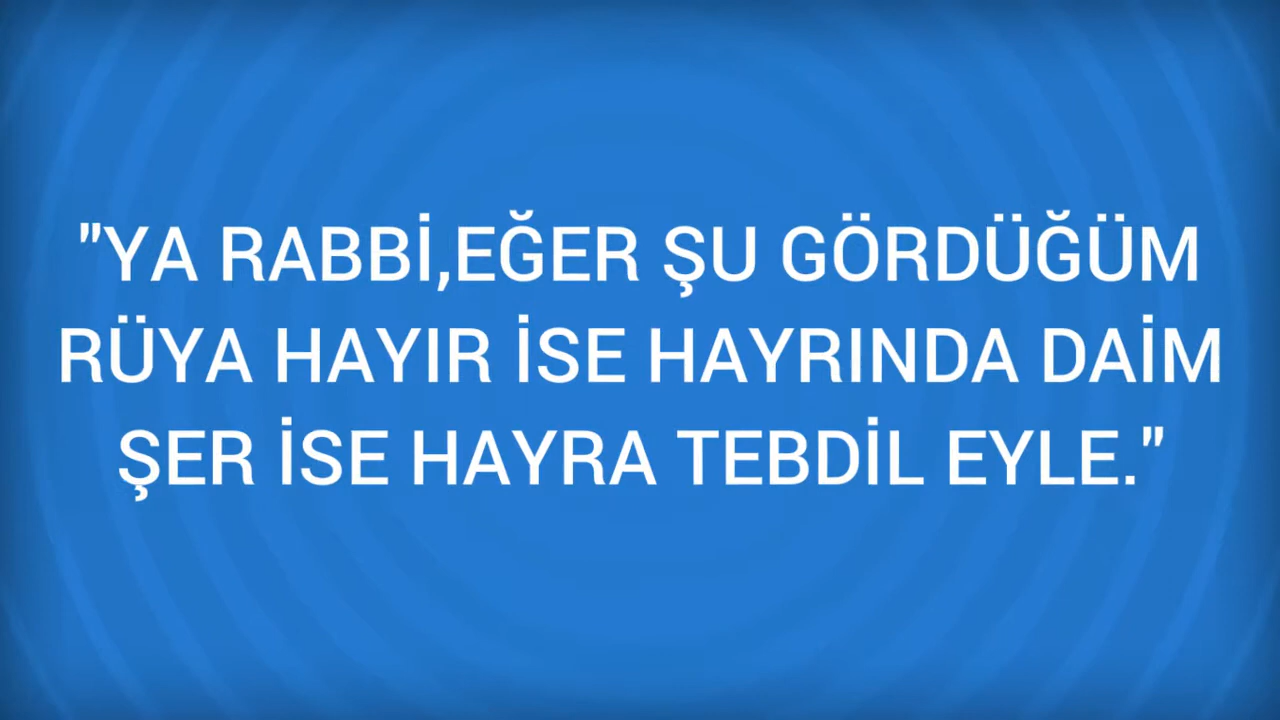 "YA RABBİ,EĞER ŞU GÖRDÜĞÜM
RÜYA HAYIR İSE HAYRINDA DAİM
ŞER İSE HAYRA TEBDİL EYLE."